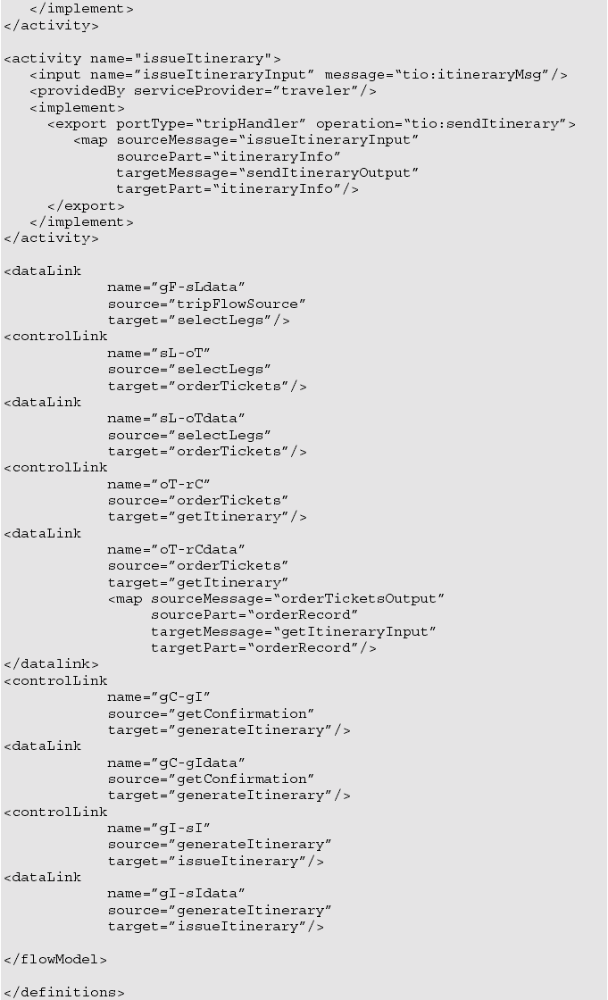 </implement>
</activity>

<activity name="issueItinerary">
   <input name="issueItineraryInput” message=“tio:itineraryMsg”/>
   <providedBy serviceProvider=”traveler”/>
   <implement>
     <export portType=“tripHandler” operation=“tio:sendItinerary”>
        <map sourceMessage=“issueItineraryInput”
             sourcePart=“itineraryInfo”
             targetMessage=“sendItineraryOutput”
             targetPart=“itineraryInfo”/>
     </export>
   </implement>
</activity>

<dataLink
            name=”gF-sLdata”
            source=”tripFlowSource”
            target=”selectLegs”/>
<controlLink
            name=”sL-oT”
            source=”selectLegs”
            target=”orderTickets”/>
<dataLink
            name=”sL-oTdata”
            source=”selectLegs”
            target=”orderTickets”/>
<controlLink
            name=”oT-rC”
            source=”orderTickets”
            target=”getItinerary”/>
<dataLink
            name=”oT-rCdata”
            source=”orderTickets”
            target=”getItinerary”
            <map sourceMessage=“orderTicketsOutput”
                 sourcePart=“orderRecord”
                 targetMessage=“getItineraryInput”
                 targetPart=“orderRecord”/>
</datalink>
<controlLink
            name=”gC-gI”
            source=”getConfirmation”
            target=”generateItinerary”/>
<dataLink
            name=”gC-gIdata”
            source=”getConfirmation”
            target=”generateItinerary”/>
<controlLink
            name=”gI-sI”
            source=”generateItinerary”
            target=”issueItinerary”/>
<dataLink
            name=”gI-sIdata”
            source=”generateItinerary”
            target=”issueItinerary”/>

</flowModel>

</definitions>